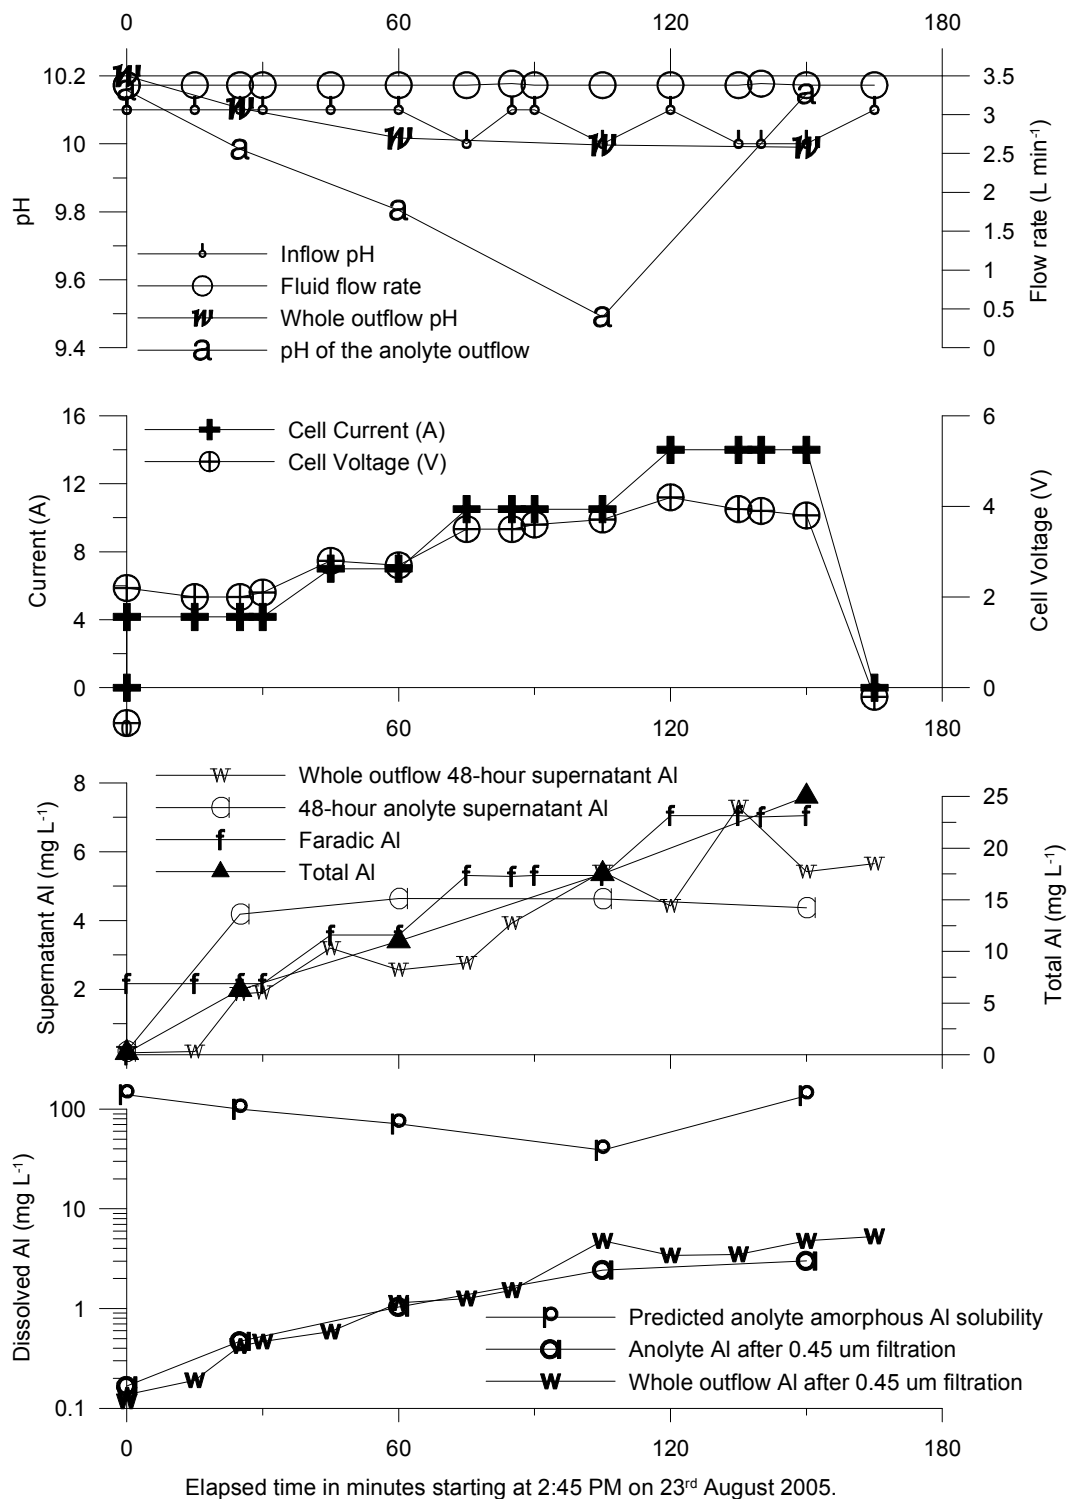 0 60 120 180
10.2
10
9.8
9.6
9.4
pH
3.5
3
2.5
2
1.5
1
0.5
0
Flow rate (L min-1)
Inflow pH
Fluid flow rate
Whole outflow pH
pH of the anolyte outflow
16
12
8
4
0
Current (A)
6
4
2
0
Cell Voltage (V)
Cell Current (A)
Cell Voltage (V)
0 60 120 180
Whole outflow 48-hour supernatant Al
48-hour anolyte supernatant Al
Faradic Al
Total Al
8
6
4
2
Supernatant Al (mg L-1)
25
20
15
10
5
0
Total Al (mg L-1)
100
10
1
0.1
Dissolved Al (mg L-1)
Predicted anolyte amorphous Al solubility
Anolyte Al after 0.45 um filtration
Whole outflow Al after 0.45 um filtration
0 60 120 180
Elapsed time in minutes starting at 2:45 PM on 23rd August 2005.